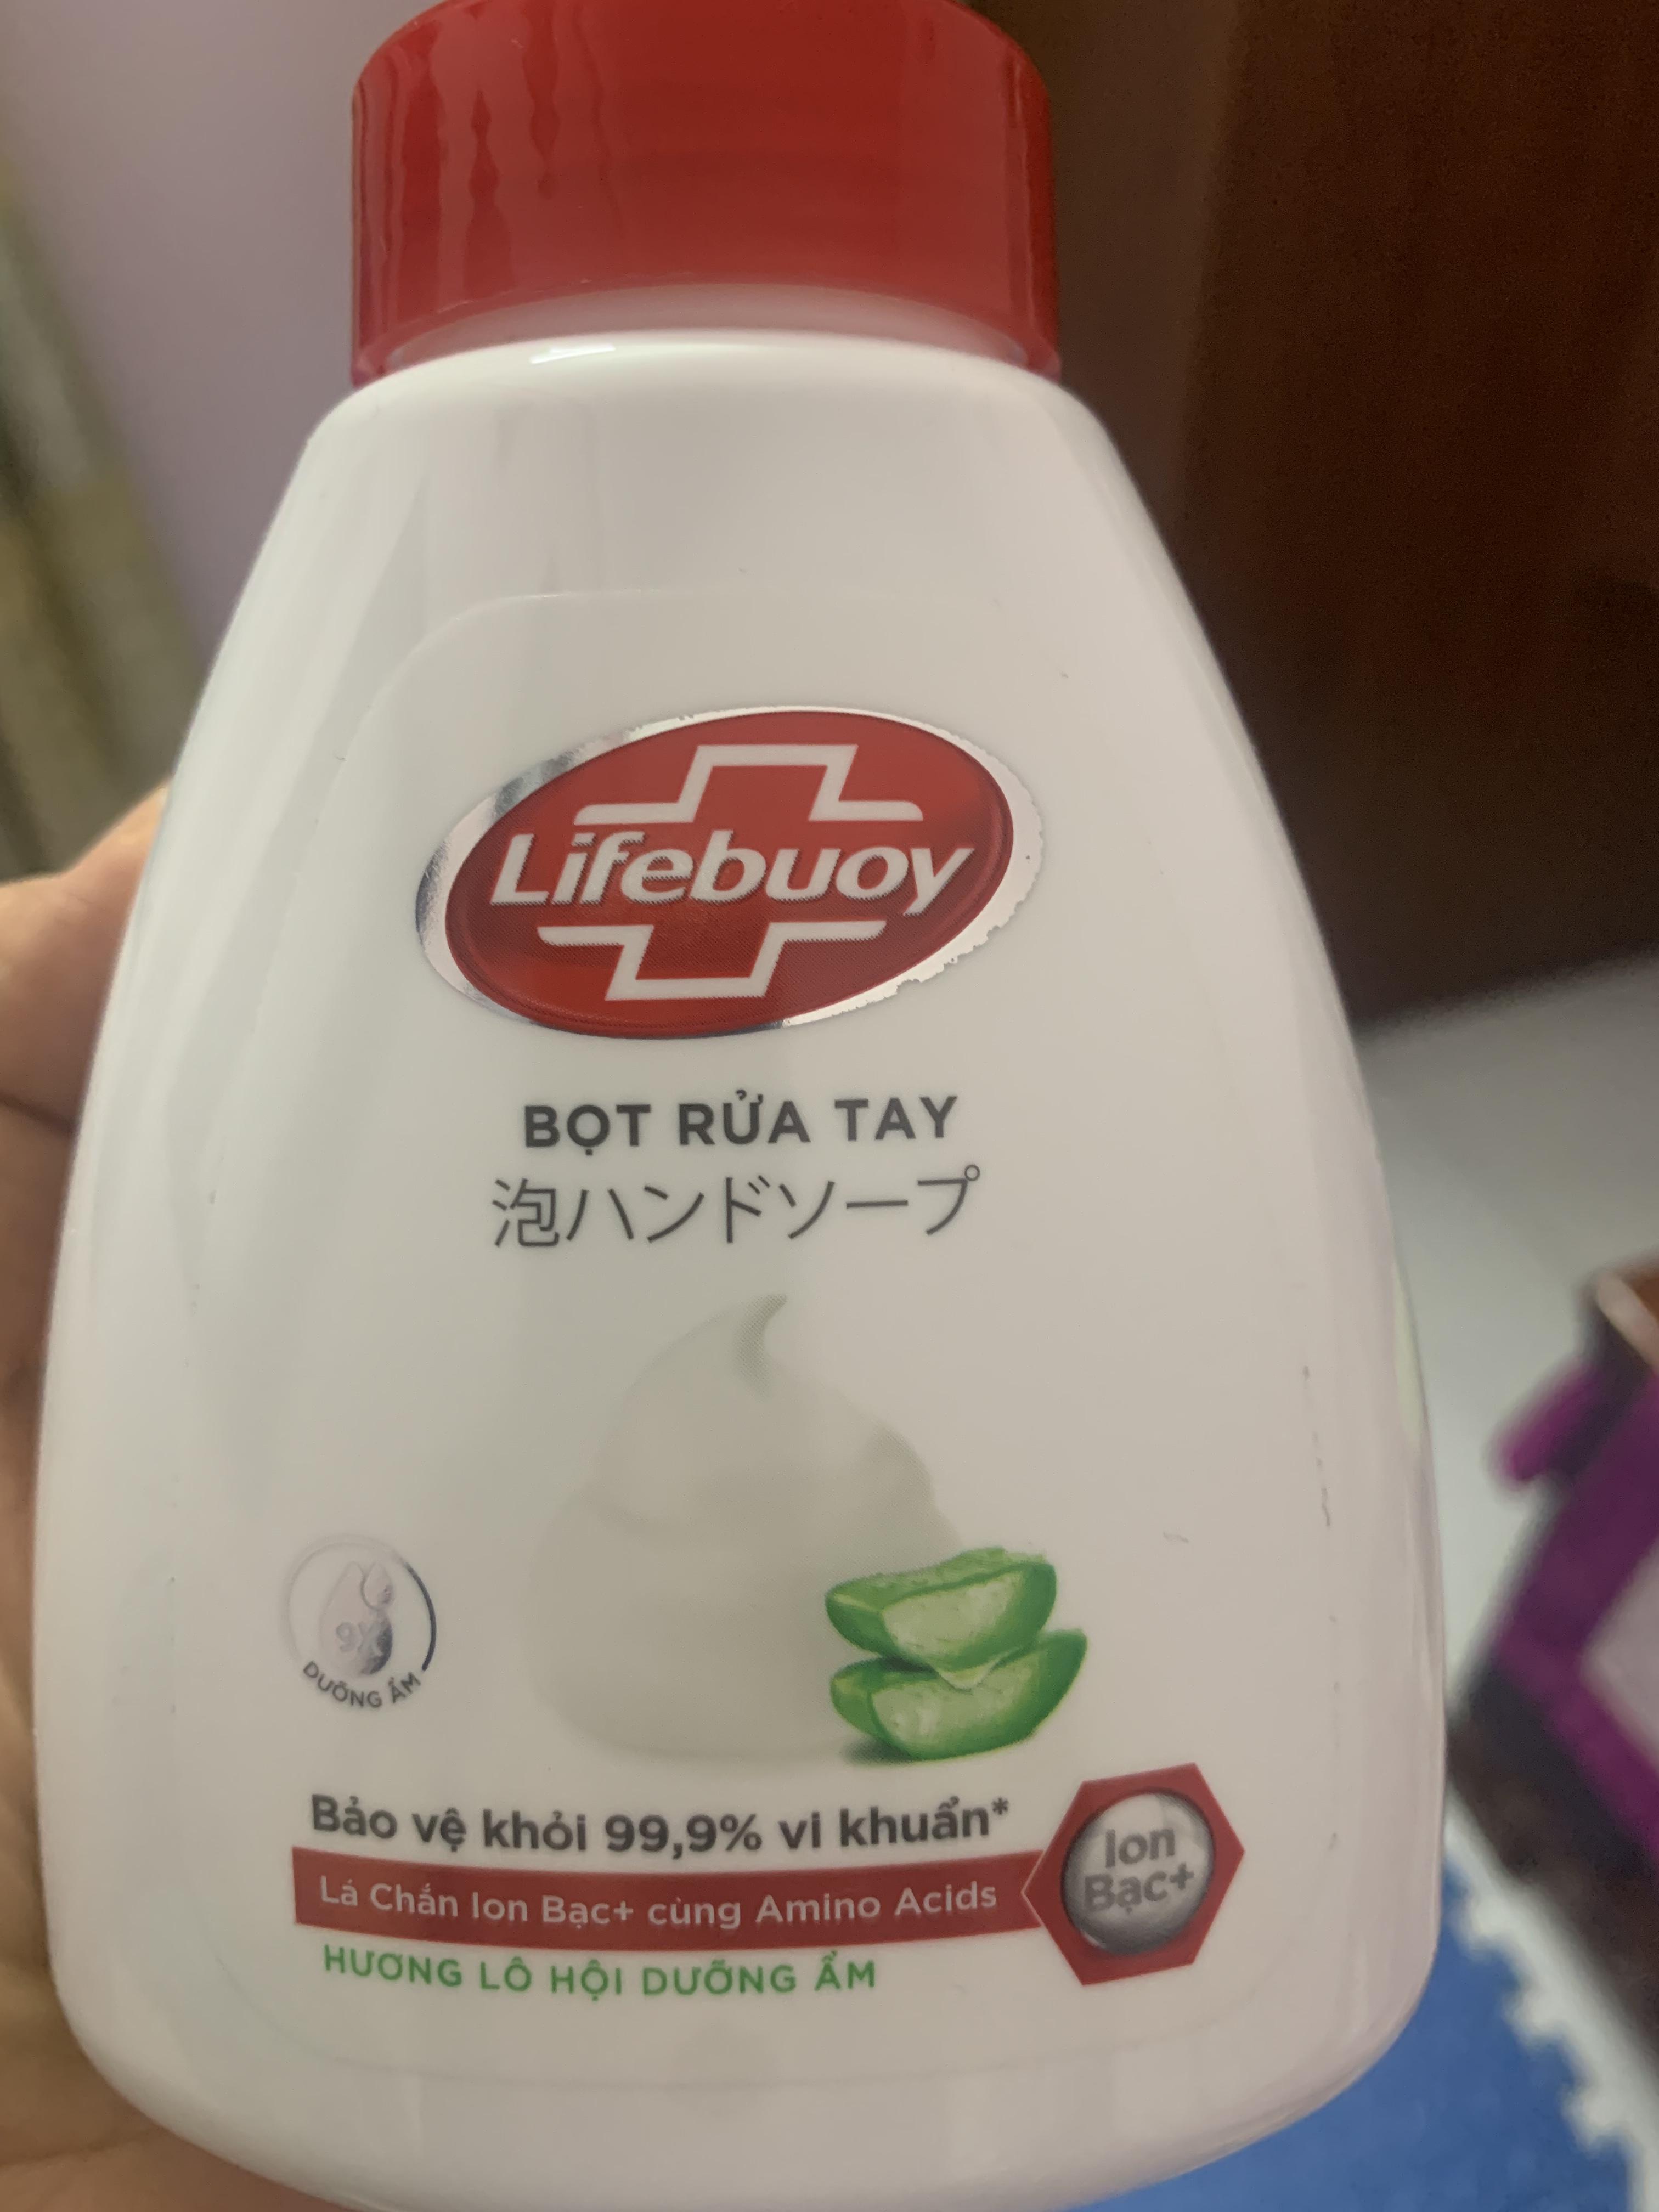 Lifebuoy
BỌT RỬA TAY
泡ハンドソープ
9X
DƯỠNG ẨM
Bảo vệ khỏi 99,9% vi khuẩn*
Lá Chắn Ion Bạc+ cùng Amino Acids
Ion
Bạc+
HƯƠNG LÔ HỘI DƯỠNG ẨM